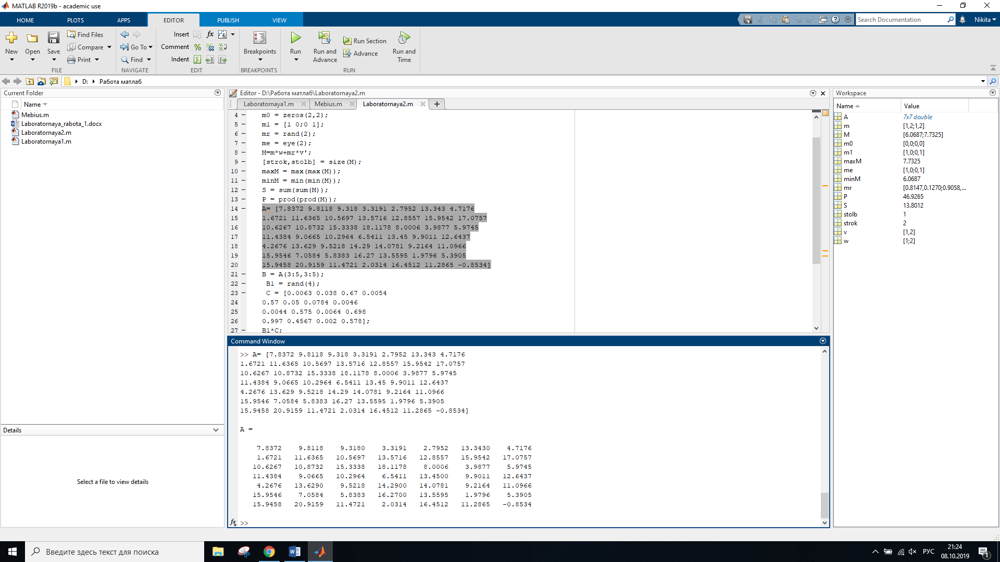 MATLAB R2019b - academic use
HOME PLOTS APPS EDITOR PUBLISH VIEW
Search Documentation
Nikita
New
Open
Save
Find Files
Compare
Print
FILE
Go To
Find
NAVIGATE
Insert
Comment
Indent
EDIT
Breakpoints
BREAKPOINTS
Run
Run and Advance
Run Section
Advance
Run and Time
RUN
D: Работа матлаб
Current Folder
Name
Mebius.m
Laboratornaya_rabota_1.docx
Laboratornaya2.m
Laboratornaya1.m
Details
Select a file to view details
Editor - D:\Работа матлаб\Laboratornaya2.m
Laboratornaya1.m Mebius.m Laboratornaya2.m
4 m0 = zeros(2,2);
5 m1 = [1 0;0 1];
6 mr = rand(2);
7 me = eye(2);
8 M=m*w+mr*v';
9 [strok,stolb] = size(M);
10 maxM = max(max(M));
11 minM = min(min(M));
12 S = sum(sum(M));
13 P = prod(prod(M));
14 A= [7.8372 9.8118 9.318 3.3191 2.7952 13.343 4.7176
15 1.6721 11.6365 10.5697 13.5716 12.8557 15.9542 17.0757
16 10.6267 10.8732 15.3338 18.1178 8.0006 3.9877 5.9745
17 11.4384 9.0665 10.2964 6.5411 13.45 9.9011 12.6437
18 4.2676 13.629 9.5218 14.29 14.0781 9.2164 11.0966
19 15.9546 7.0584 5.8383 16.27 13.5595 1.9796 5.3905
20 15.9458 20.9159 11.4721 2.0314 16.4512 11.2865 -0.8534]
21 B = A(3:5,3:5);
22 B1 = rand(4);
23 C = [0.0063 0.038 0.67 0.0054
24 0.57 0.05 0.0784 0.0046
25 0.0044 0.575 0.0064 0.698
26 0.997 0.4567 0.002 0.578];
27 B1*C;
Command Window
>> A= [7.8372 9.8118 9.318 3.3191 2.7952 13.343 4.7176
1.6721 11.6365 10.5697 13.5716 12.8557 15.9542 17.0757
10.6267 10.8732 15.3338 18.1178 8.0006 3.9877 5.9745
11.4384 9.0665 10.2964 6.5411 13.45 9.9011 12.6437
4.2676 13.629 9.5218 14.29 14.0781 9.2164 11.0966
15.9546 7.0584 5.8383 16.27 13.5595 1.9796 5.3905
15.9458 20.9159 11.4721 2.0314 16.4512 11.2865 -0.8534]
A =
7.8372 9.8118 9.3180 3.3191 2.7952 13.3430 4.7176
1.6721 11.6365 10.5697 13.5716 12.8557 15.9542 17.0757
10.6267 10.8732 15.3338 18.1178 8.0006 3.9877 5.9745
11.4384 9.0665 10.2964 6.5411 13.4500 9.9011 12.6437
4.2676 13.6290 9.5218 14.2900 14.0781 9.2164 11.0966
15.9546 7.0584 5.8383 16.2700 13.5595 1.9796 5.3905
15.9458 20.9159 11.4721 2.0314 16.4512 11.2865 -0.8534
fx >>
Workspace
Name Value
A 7x7 double
m [1,2;1,2]
M [6.0687;7.7325]
m0 [0,0;0,0]
m1 [1,0;0,1]
maxM 7.7325
me [1,0;0,1]
minM 6.0687
mr [0.8147,0.1270;0.9058,...
P 46.9265
S 13.8012
stolb 1
strok 2
v [1,2]
w [1;2]
Введите здесь текст для поиска
РУС
21:24
08.10.2019
1